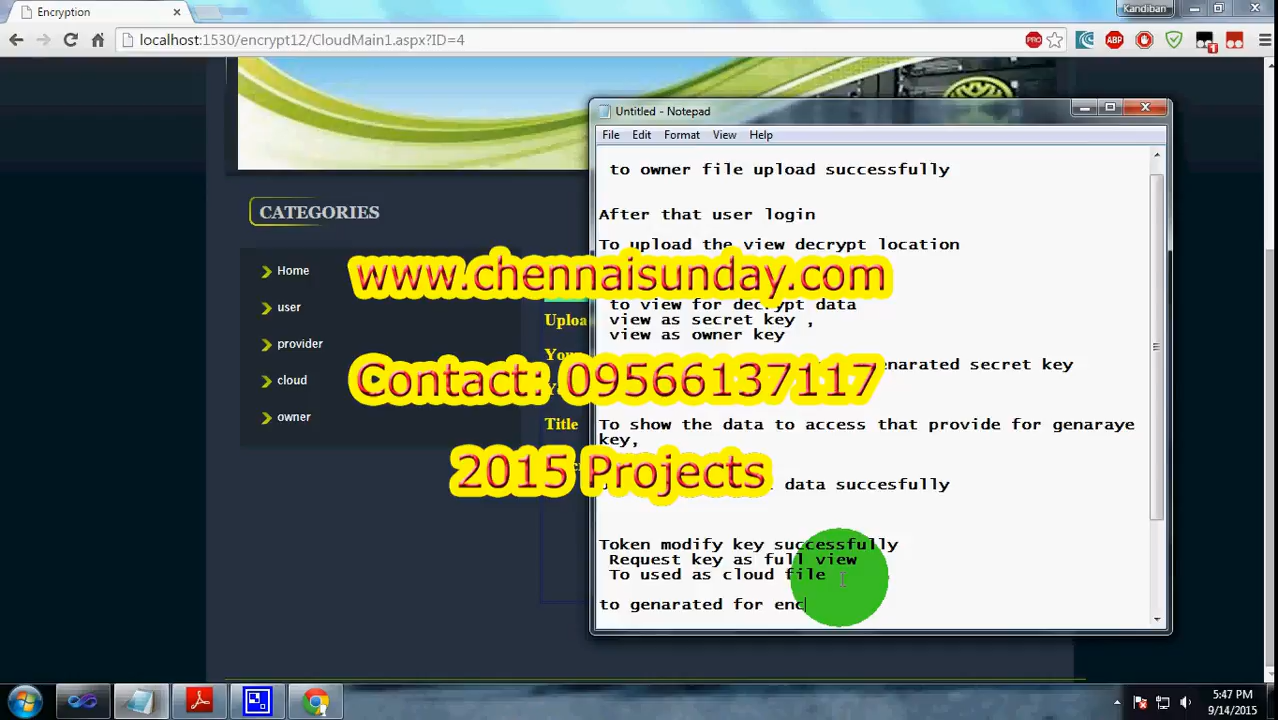 Encryption
Kandiban
localhost:1530/encrypt12/CloudMain1.aspx?ID=4
PRO
ABP
1
Untitled - Notepad
File Edit Format View Help
to owner file upload successfully
After that user login
To upload the view decrypt location
to view for decrypt data
view as secret key ,
view as owner key
genarated secret key
To show the data to access that provide for genaraye
key,
data succesfully
Token modify key successfully
Request key as full view
To used as cloud file
to genarated for enc
CATEGORIES
Home
user
provider
cloud
owner
Title
www.chennaisunday.com
Contact: 09566137117
2015 Projects
5:47 PM
9/14/2015